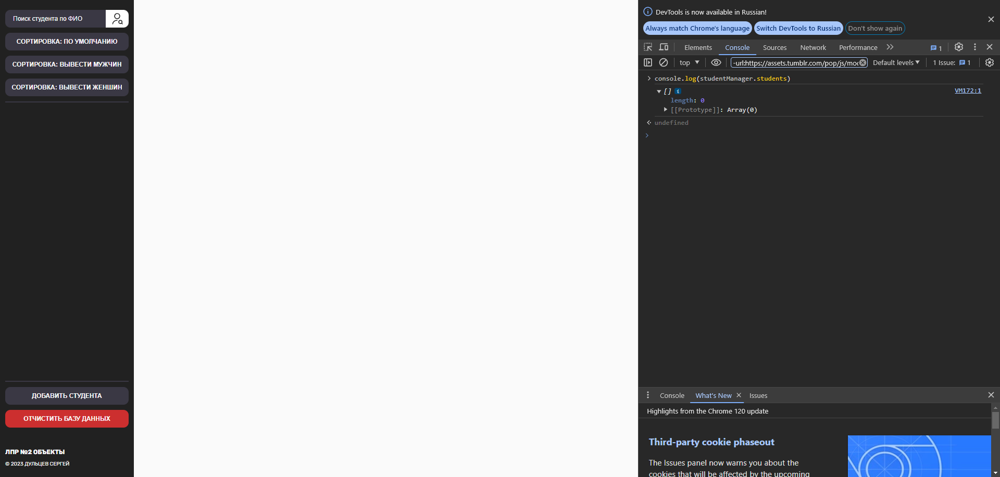 Поиск студента по ФИО
СОРТИРОВКА: ПО УМОЛЧАНИЮ
СОРТИРОВКА: ВЫВЕСТИ МУЖЧИН
СОРТИРОВКА: ВЫВЕСТИ ЖЕНЩИН
ДОБАВИТЬ СТУДЕНТА
ОТЧИСТИТЬ БАЗУ ДАННЫХ
ЛПР №2 ОБЪЕКТЫ
© 2023 ДУЛЬЦЕВ СЕРГЕЙ
DevTools is now available in Russian!
Always match Chrome's language Switch DevTools to Russian Don't show again
Elements Console Sources Network Performance 1
top -url:https://assets.tumblr.com/pop/js/mo Default levels 1 Issue: 1
console.log(studentManager.students)
[] i VM172:1
length: 0
[[Prototype]]: Array(0)
undefined
Console What's New Issues
Highlights from the Chrome 120 update
Third-party cookie phaseout
The Issues panel now warns you about the
cookies that will be affected by the upcoming